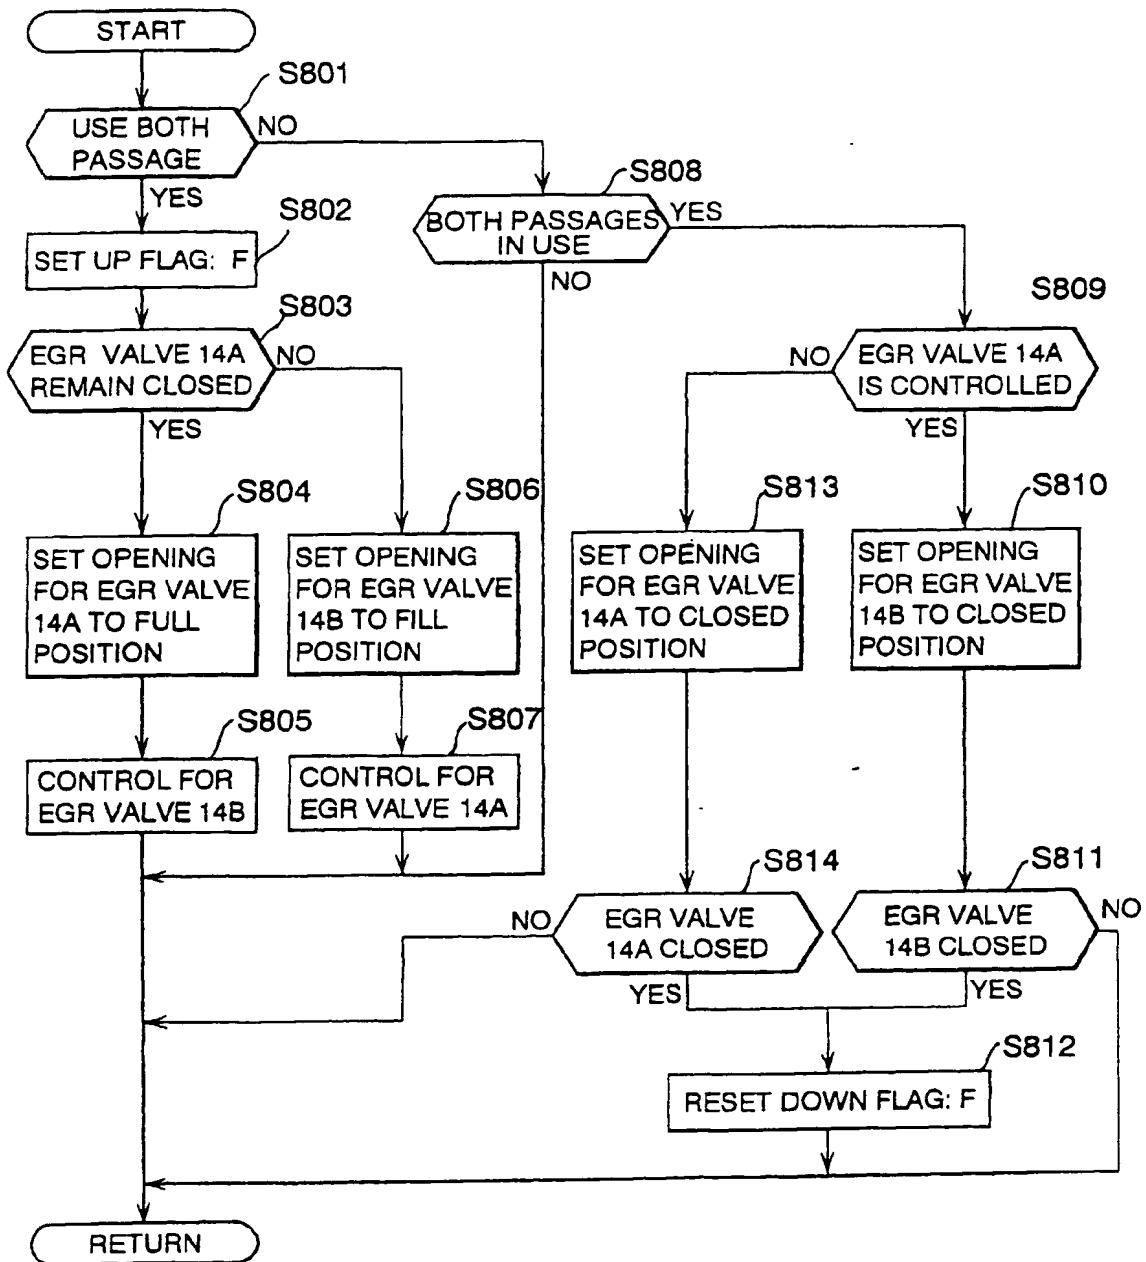 START
S801
USE BOTH
PASSAGE
NO
YES
S802
SET UP FLAG: F
S803
EGR VALVE 14A
REMAIN CLOSED
NO
YES
S804
SET OPENING
FOR EGR VALVE
14A TO FULL
POSITION
S805
CONTROL FOR
EGR VALVE 14B
S806
SET OPENING
FOR EGR VALVE
14B TO FILL
POSITION
S807
CONTROL FOR
EGR VALVE 14A
S808
BOTH PASSAGES
IN USE
YES
NO
S809
EGR VALVE 14A
IS CONTROLLED
NO
YES
S813
SET OPENING
FOR EGR VALVE
14A TO CLOSED
POSITION
S810
SET OPENING
FOR EGR VALVE
14B TO CLOSED
POSITION
S814
EGR VALVE
14A CLOSED
NO
YES
S811
EGR VALVE
14B CLOSED
NO
YES
S812
RESET DOWN FLAG: F
RETURN